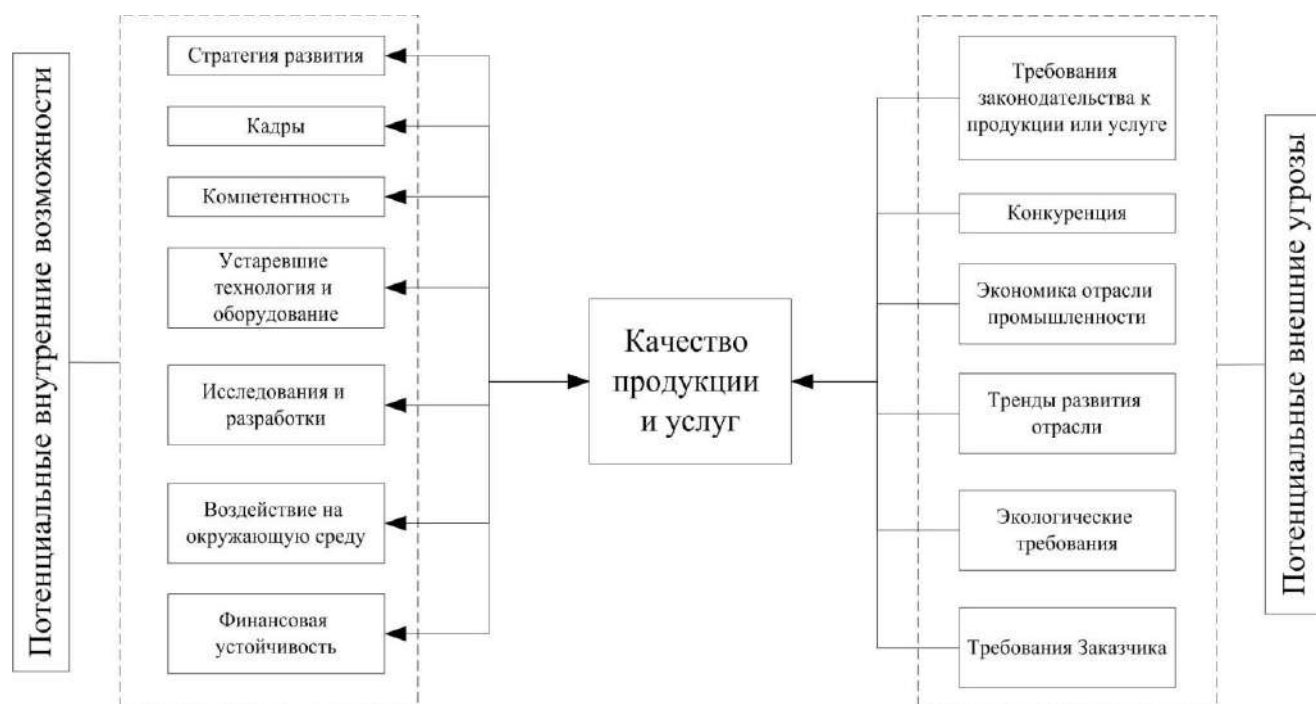 Потенциальные внутренние возможности
Стратегия развития
Кадры
Компетентность
Устаревшие
технология и
оборудование
Исследования и
разработки
Воздействие на
окружающую среду
Финансовая
устойчивость
Качество
продукции
и услуг
Требования
законодательства к
продукции или услуге
Конкуренция
Экономика отрасли
промышленности
Тренды развития
отрасли
Экологические
требования
Требования Заказчика
Потенциальные внешние угрозы